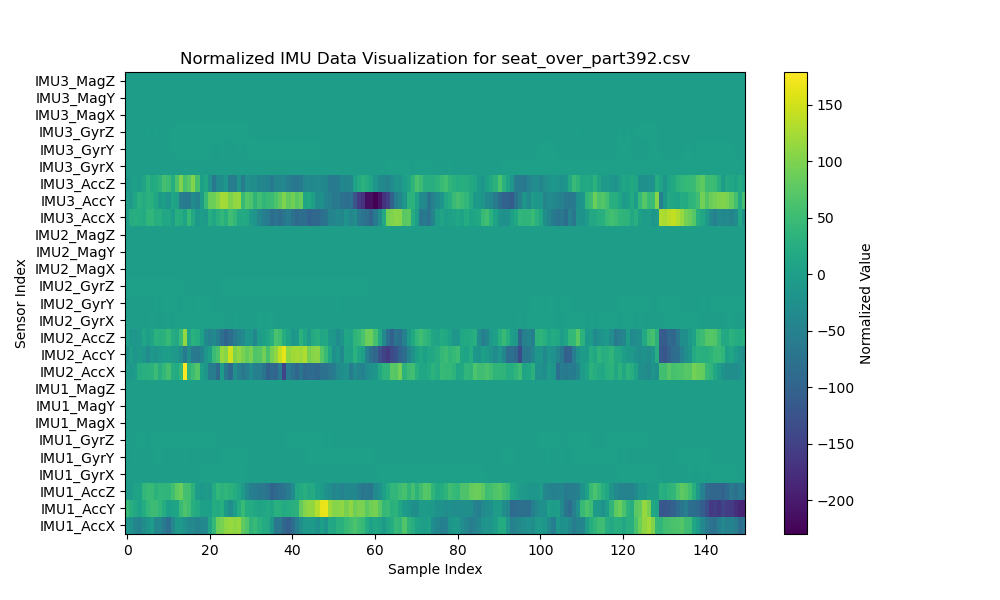 Normalized IMU Data Visualization for seat_over_part392.csv
IMU3_MagZ
IMU3_MagY
IMU3_MagX
IMU3_GyrZ
IMU3_GyrY
IMU3_GyrX
IMU3_AccZ
IMU3_AccY
IMU3_AccX
IMU2_MagZ
IMU2_MagY
IMU2_MagX
IMU2_GyrZ
IMU2_GyrY
IMU2_GyrX
IMU2_AccZ
IMU2_AccY
IMU2_AccX
IMU1_MagZ
IMU1_MagY
IMU1_MagX
IMU1_GyrZ
IMU1_GyrY
IMU1_GyrX
IMU1_AccZ
IMU1_AccY
IMU1_AccX
Sensor Index
0 20 40 60 80 100 120 140
Sample Index
150
100
50
0
−50
−100
−150
−200
Normalized Value